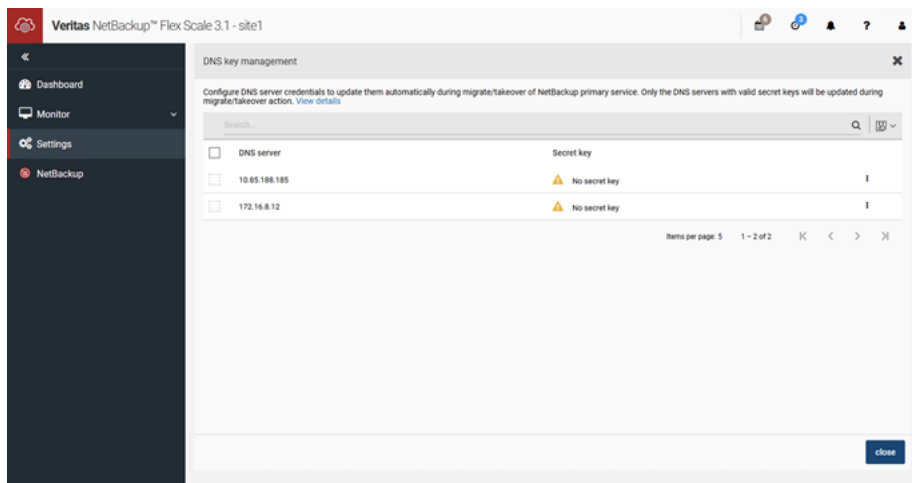 Veritas NetBackup™ Flex Scale 3.1 - site1
3
?
«
DNS key management
Dashboard
Configure DNS server credentials to update them automatically during migrate/takeover of NetBackup primary service. Only the DNS servers with valid secret keys will be updated during
migrate/takeover action. View details
Monitor
Search...
Settings
DNS server Secret key
NetBackup
10.85.188.185 No secret key
172.16.8.12 No secret key
Items per page: 5 1 – 2 of 2
close